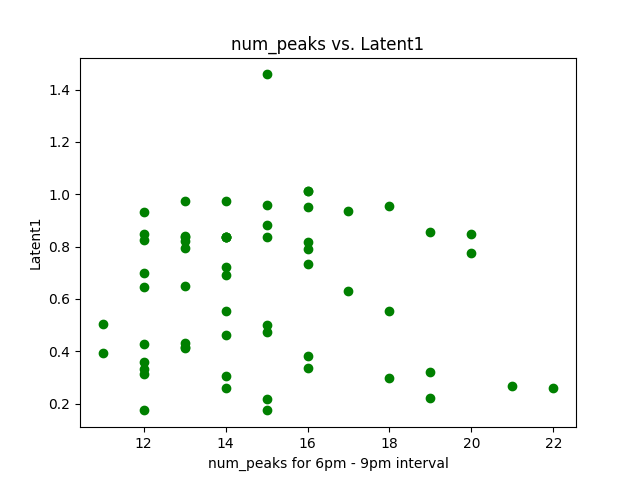 num_peaks vs. Latent1
1.4
1.2
1.0
0.8
0.6
0.4
0.2
Latent1
12 14 16 18 20 22
num_peaks for 6pm - 9pm interval